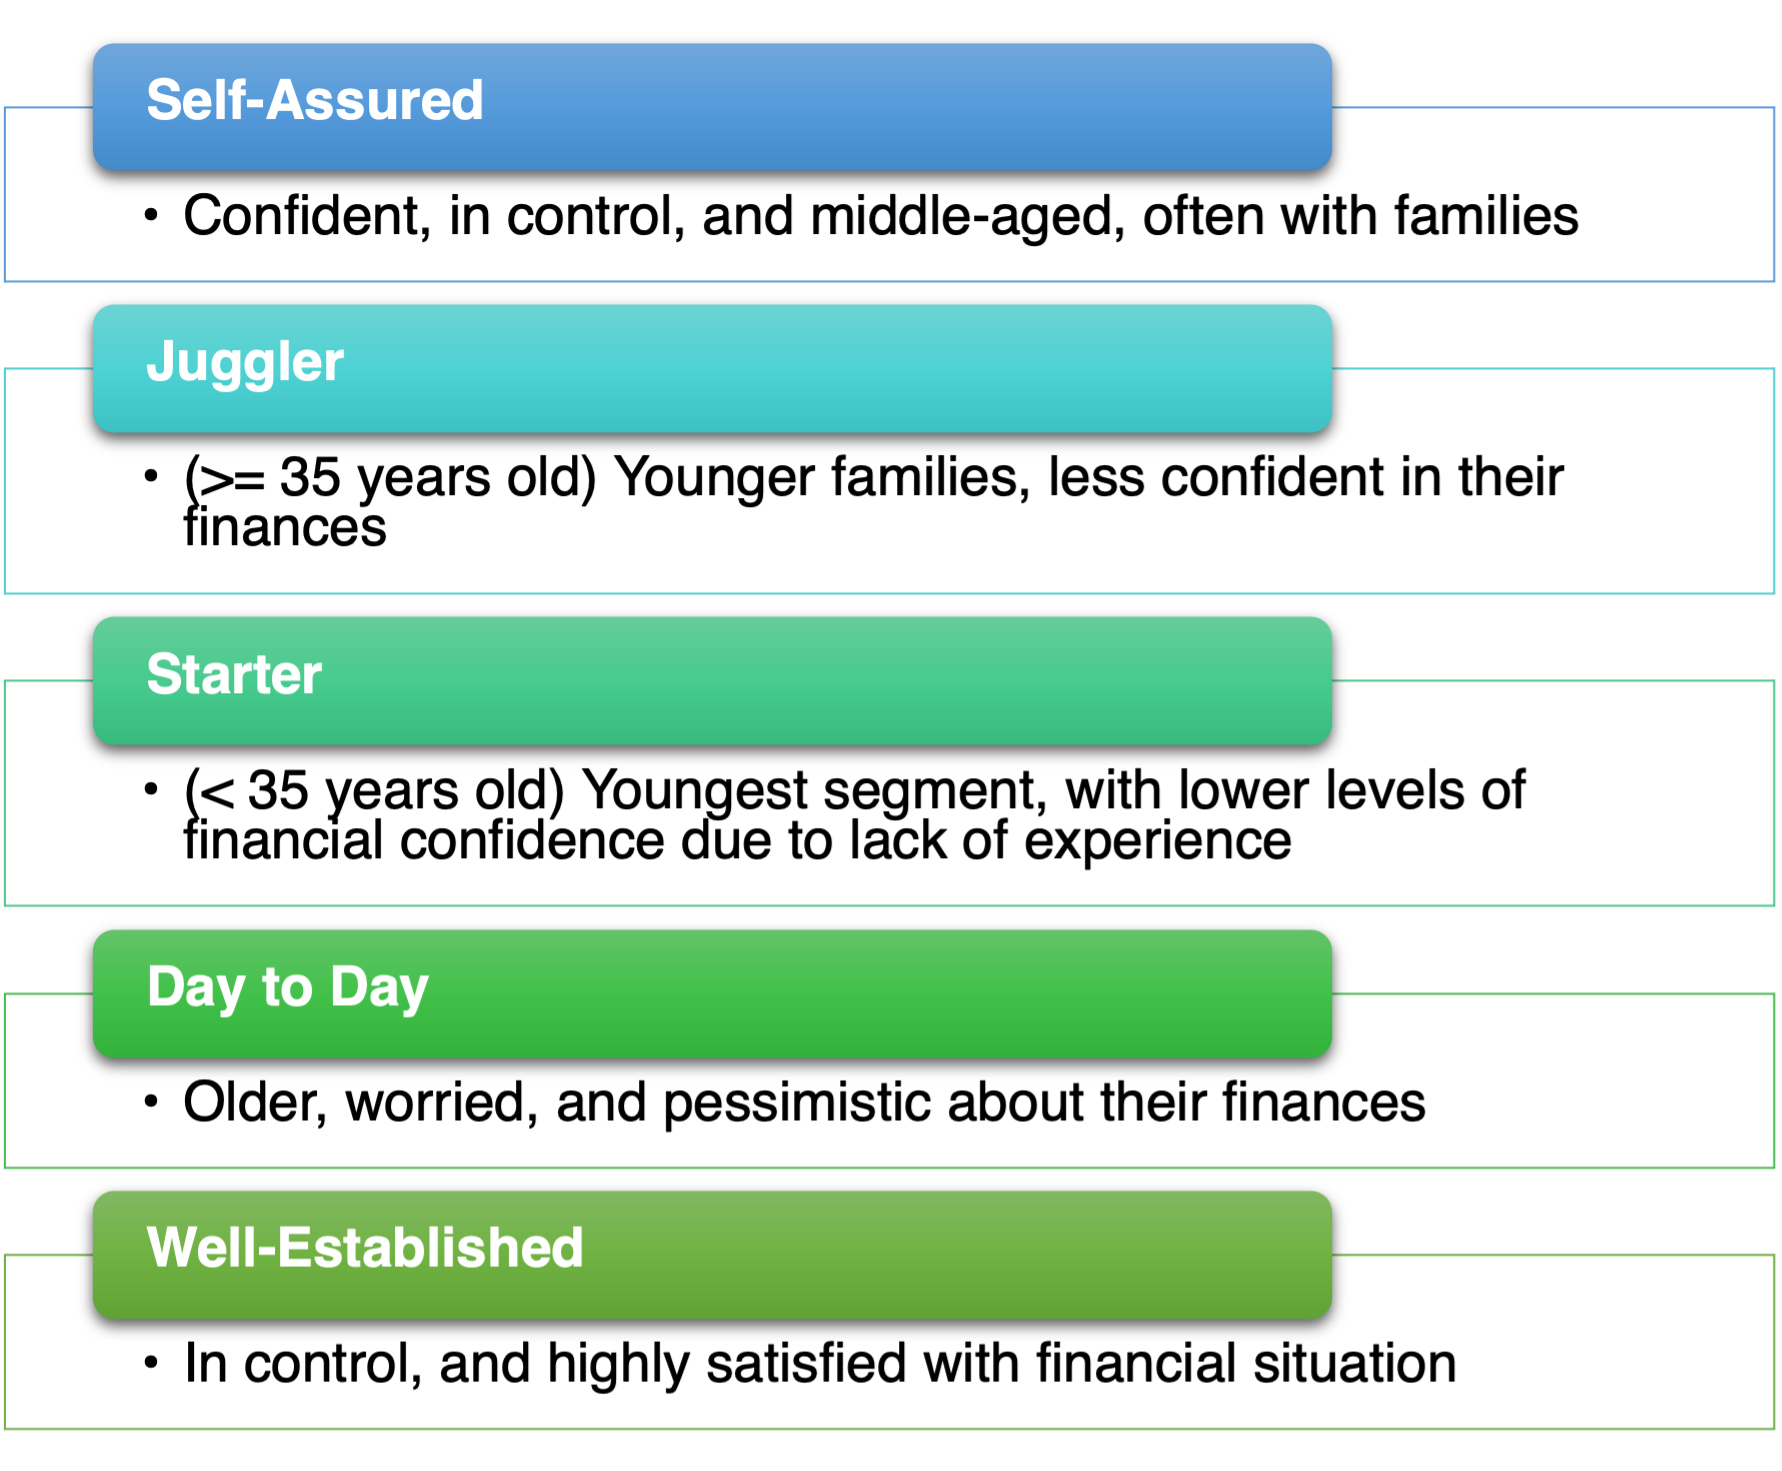 Self-Assured
• Confident, in control, and middle-aged, often with families
Juggler
• (>= 35 years old) Younger families, less confident in their
finances
Starter
• (< 35 years old) Youngest segment, with lower levels of
financial confidence due to lack of experience
Day to Day
• Older, worried, and pessimistic about their finances
Well-Established
• In control, and highly satisfied with financial situation